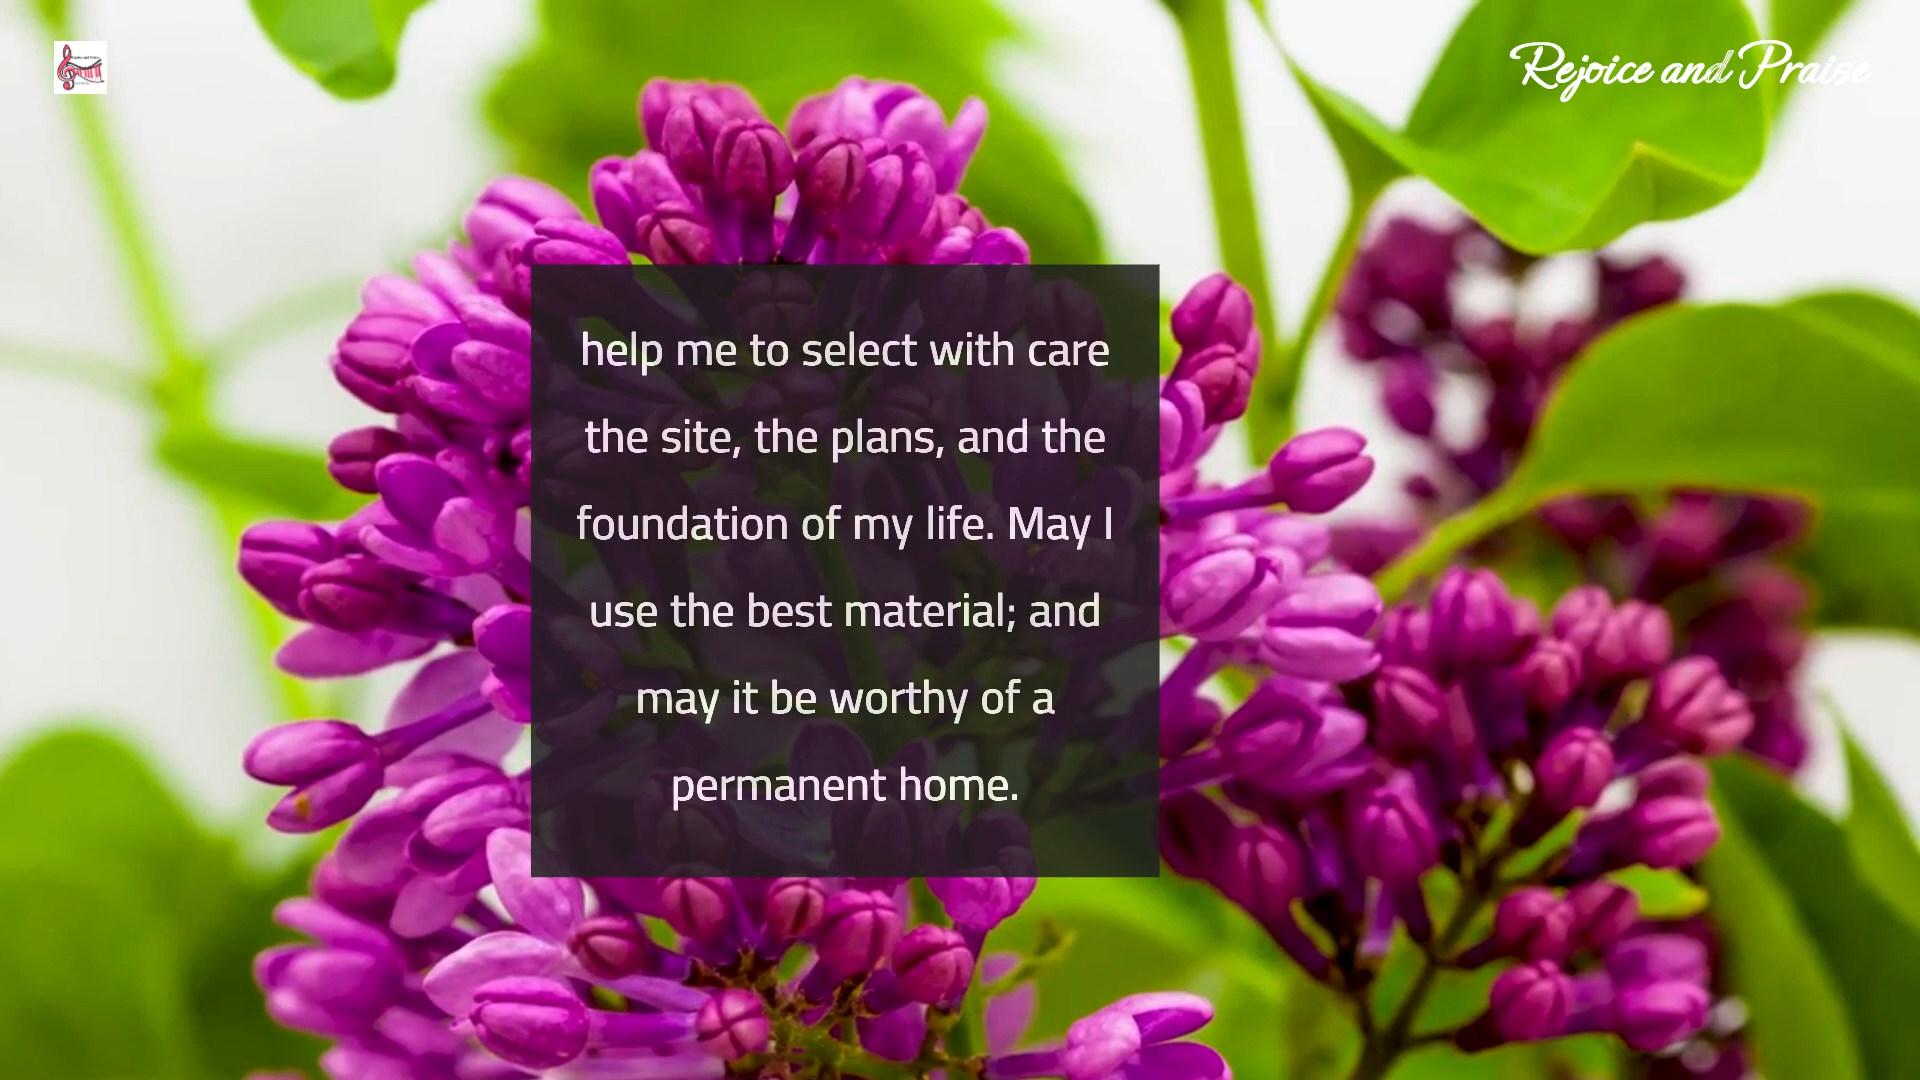 Rejoice and Praise
help me to select with care
the site, the plans, and the
foundation of my life. May I
use the best material; and
may it be worthy of a
permanent home.